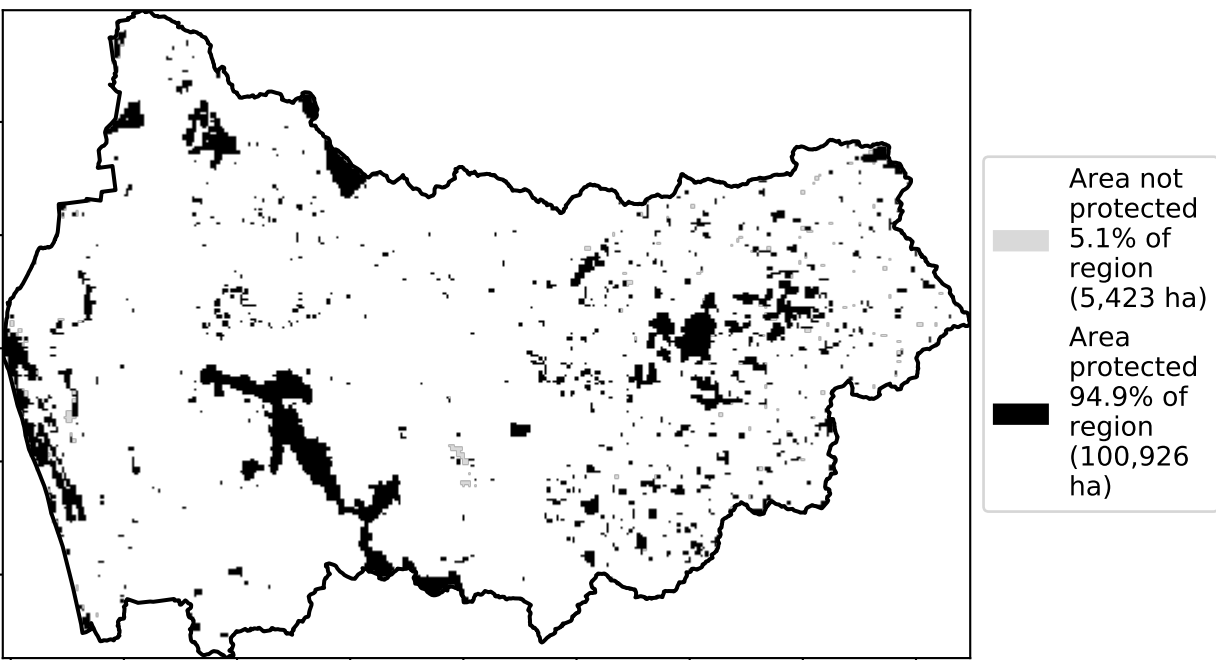 Area not
protected
5.1% of
region
(5,423 ha)
Area
protected
94.9% of
region
(100,926
ha)